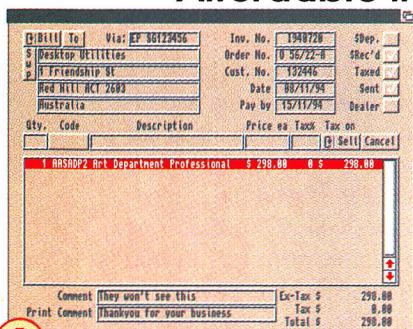 Bill To Via: EP SG123456 Inv. No. 1940720 $Dep.
Desktop Utilities Order No. O 56/22-B $Rec'd
1 Friendship St Cust. No. 132446 Taxed
Red Hill ACT 2603 Date 08/11/94 Sent
Australia Pay by 15/11/94 Dealer
Qty. Code Description Price ea Tax% Tax on
Sell Cancel
1 AASADP2 Art Department Professional $ 298.00 0 $ 298.00
Comment They won't see this Ex-Tax $ 298.00
Print Comment Thankyou for your business Tax $ 0.00
Total $ 298.00